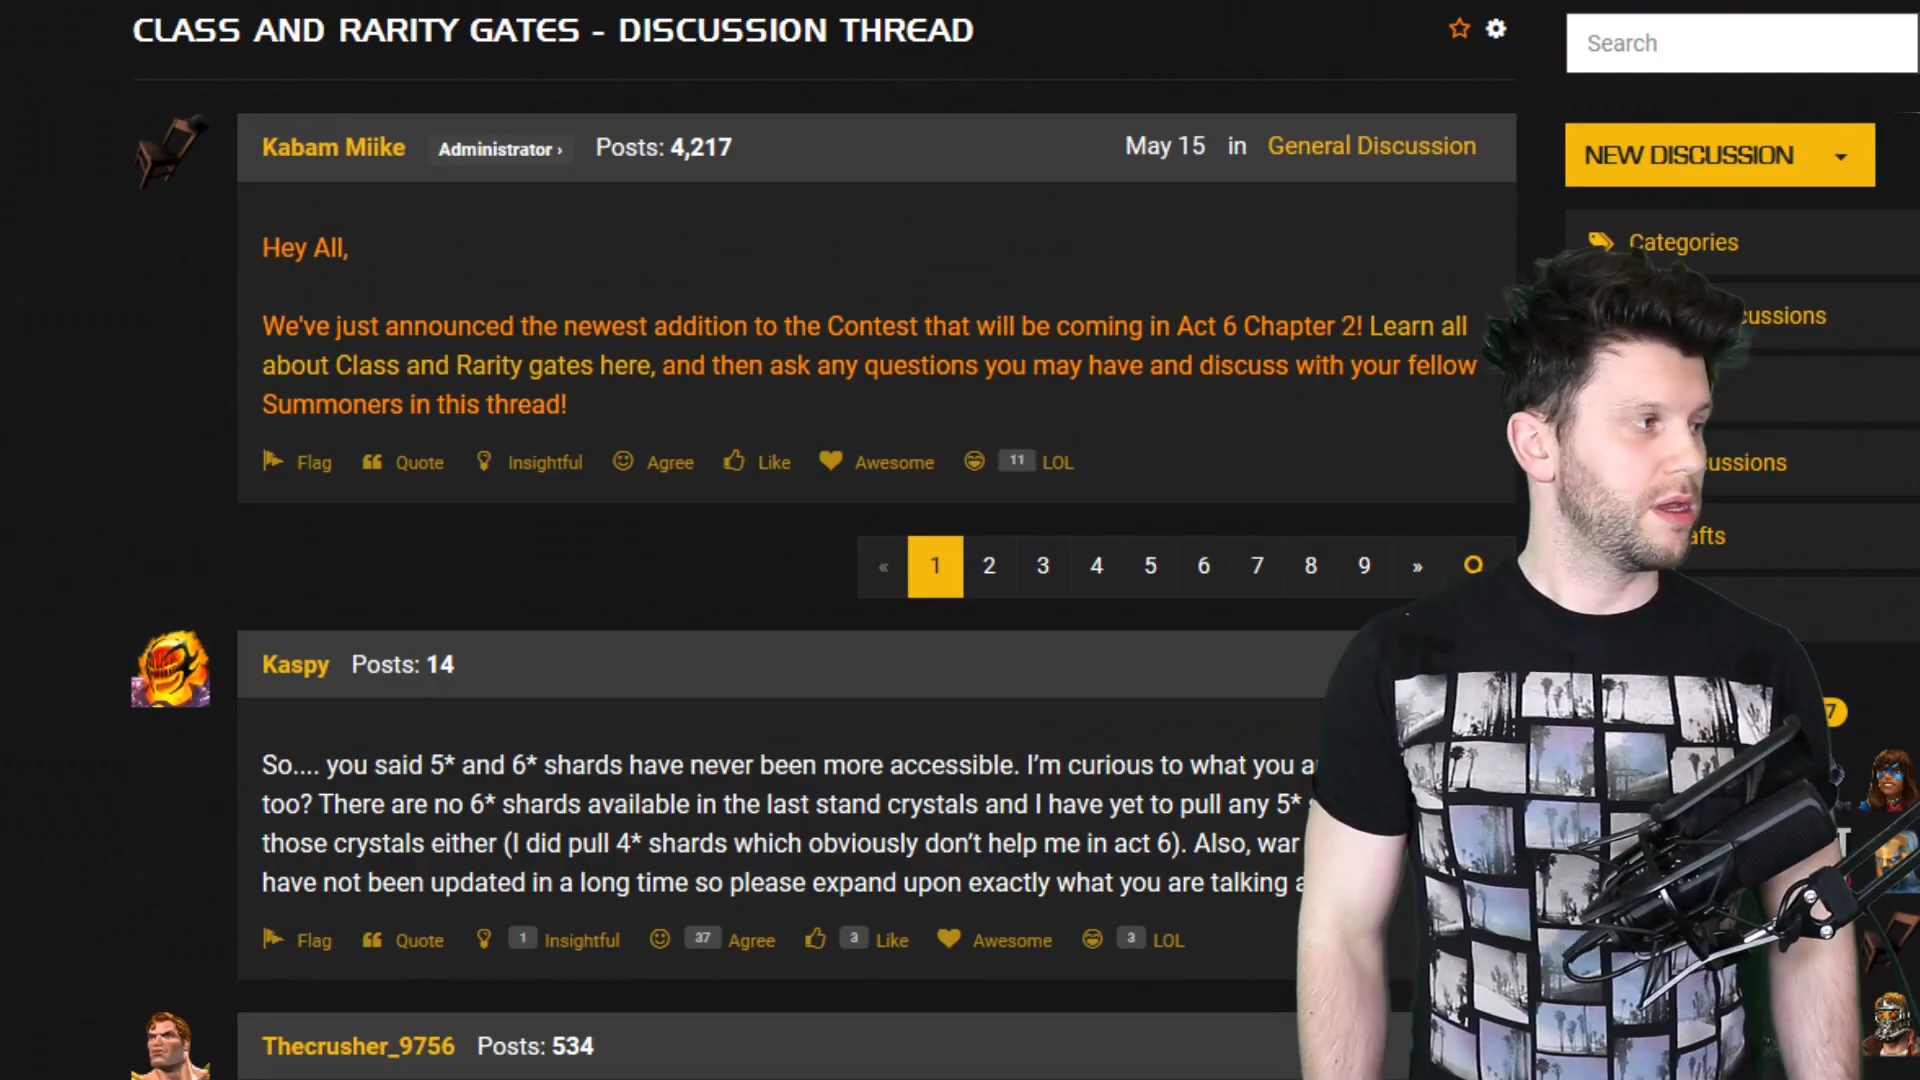 CLASS AND RARITY GATES - DISCUSSION THREAD
Search
Kabam Miike Administrator › Posts: 4,217 May 15 in General Discussion
NEW DISCUSSION
Hey All,
Categories
We've just announced the newest addition to the Contest that will be coming in Act 6 Chapter 2! Learn all
about Class and Rarity gates here, and then ask any questions you may have and discuss with your fellow
Summoners in this thread!
cussions
Flag Quote Insightful Agree Like Awesome 11 LOL
ussions
afts
« 1 2 3 4 5 6 7 8 9 »
Kaspy Posts: 14
7
So.... you said 5* and 6* shards have never been more accessible. I'm curious to what you a
too? There are no 6* shards available in the last stand crystals and I have yet to pull any 5*
those crystals either (I did pull 4* shards which obviously don't help me in act 6). Also, war
have not been updated in a long time so please expand upon exactly what you are talking a
Flag Quote 1 Insightful 37 Agree 3 Like Awesome 3 LOL
Thecrusher_9756 Posts: 534